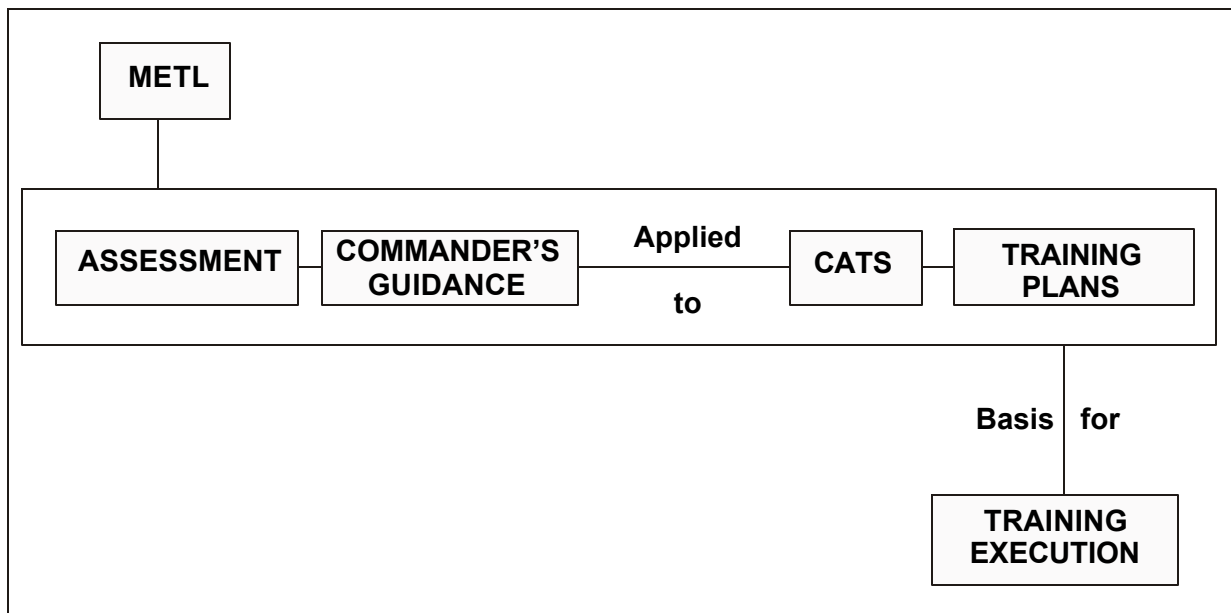 METL
ASSESSMENT
COMMANDER’S
GUIDANCE
Applied
to
CATS
TRAINING
PLANS
Basis for
TRAINING
EXECUTION